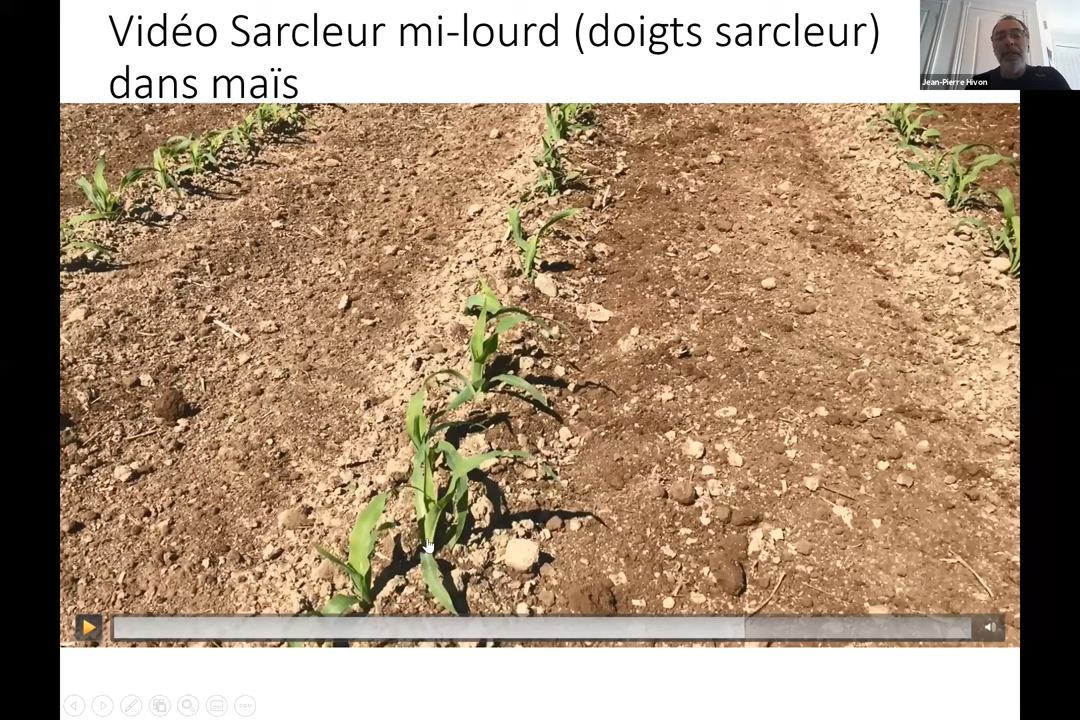 Vidéo Sarcleur mi-lourd (doigts sarcleur)
dans maïs
Jean-Pierre Hivon